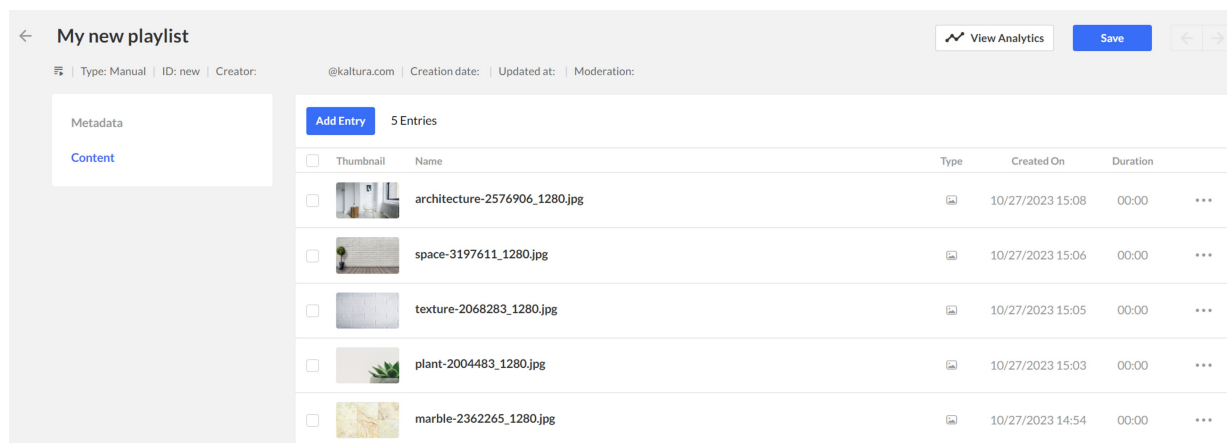 My new playlist
View Analytics
Save
Type: Manual | ID: new | Creator: @kaltura.com | Creation date: | Updated at: | Moderation:
Metadata
Content
Add Entry
5 Entries
Thumbnail Name Type Created On Duration
architecture-2576906_1280.jpg 10/27/2023 15:08 00:00
space-3197611_1280.jpg 10/27/2023 15:06 00:00
texture-2068283_1280.jpg 10/27/2023 15:05 00:00
plant-2004483_1280.jpg 10/27/2023 15:03 00:00
marble-2362265_1280.jpg 10/27/2023 14:54 00:00